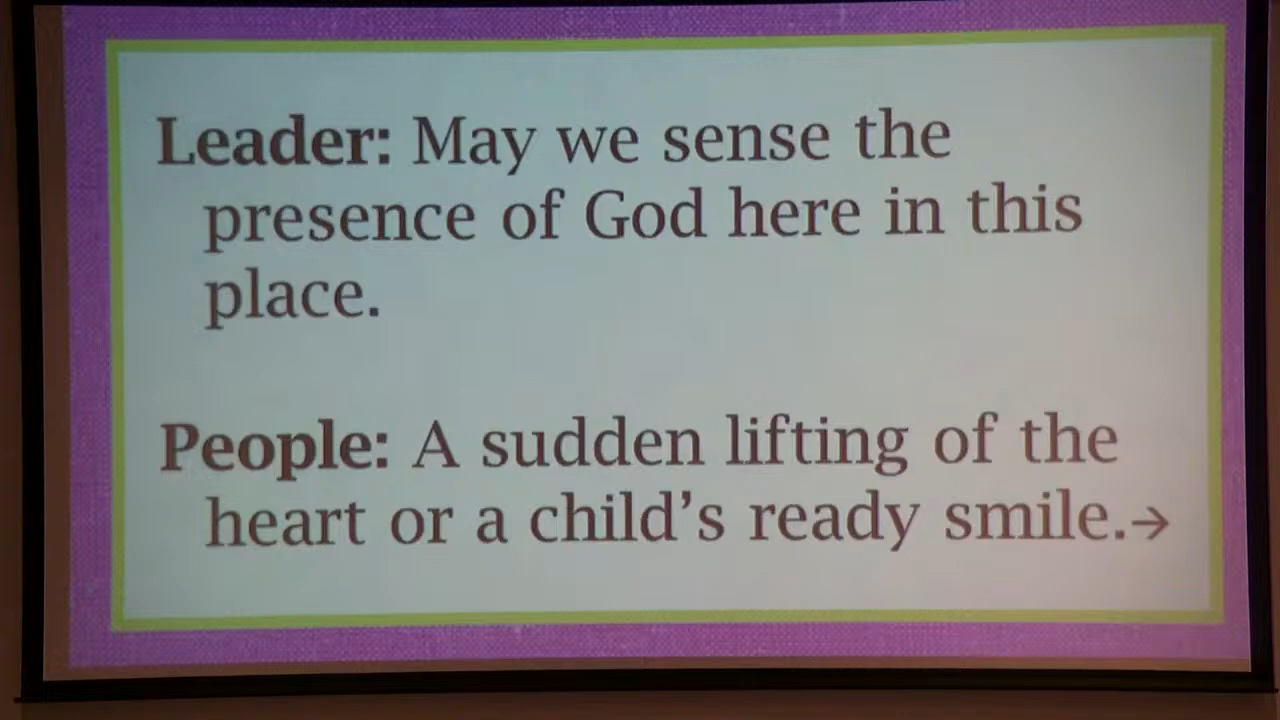 Leader: May we sense the
presence of God here in this
place.
People: A sudden lifting of the
heart or a child’s ready smile.→